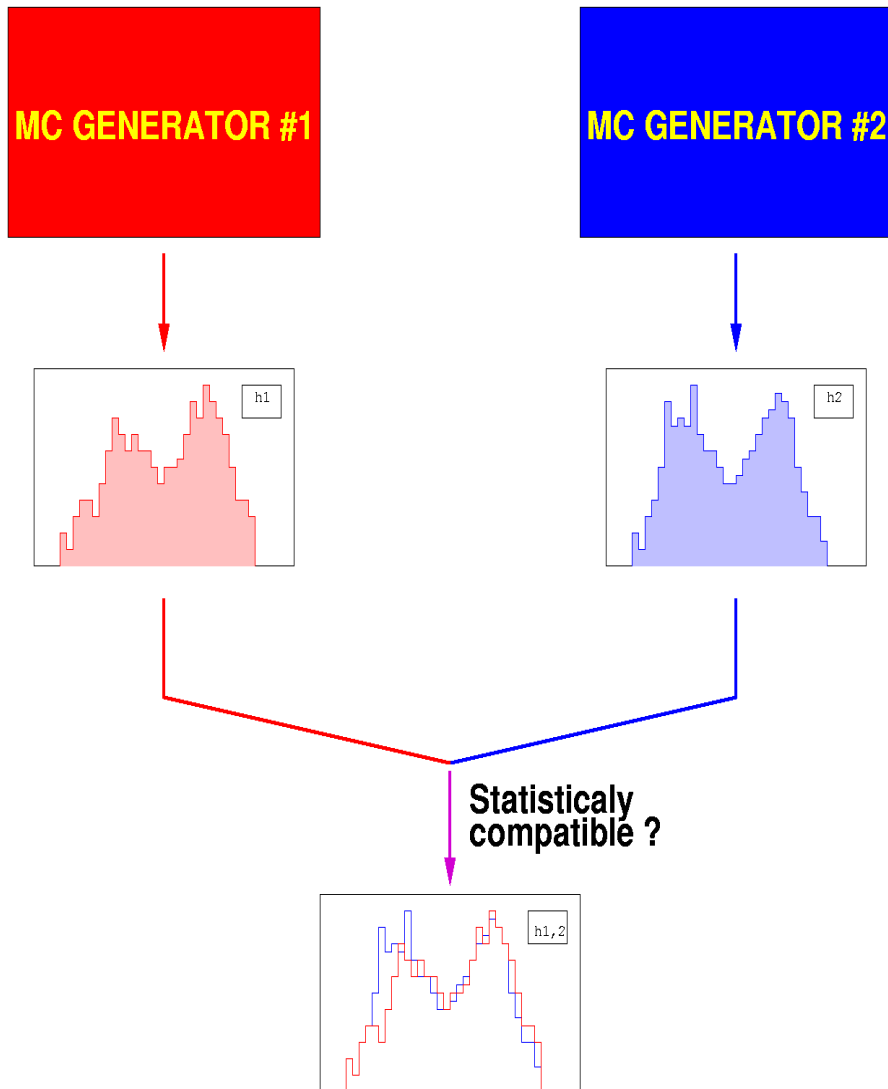 MC GENERATOR #1
MC GENERATOR #2
h1
h2
Statisticaly
compatible ?
h1,2